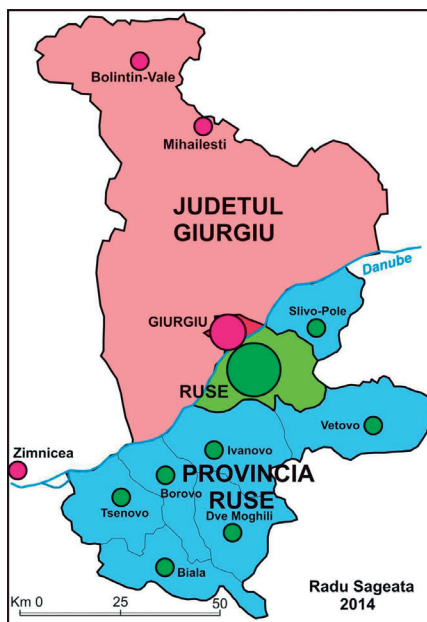 Bolintin-Vale
Mihailesti
JUDETUL
GIURGIU
Danube
Slivo-Pole
GIURGIU
RUSE
Vetovo
Zimnicea
Ivanovo
PROVINCIA
RUSE
Borovo
Tsenovo
Dve Moghili
Biala
Radu Sageata
2014
Km 0 25 50